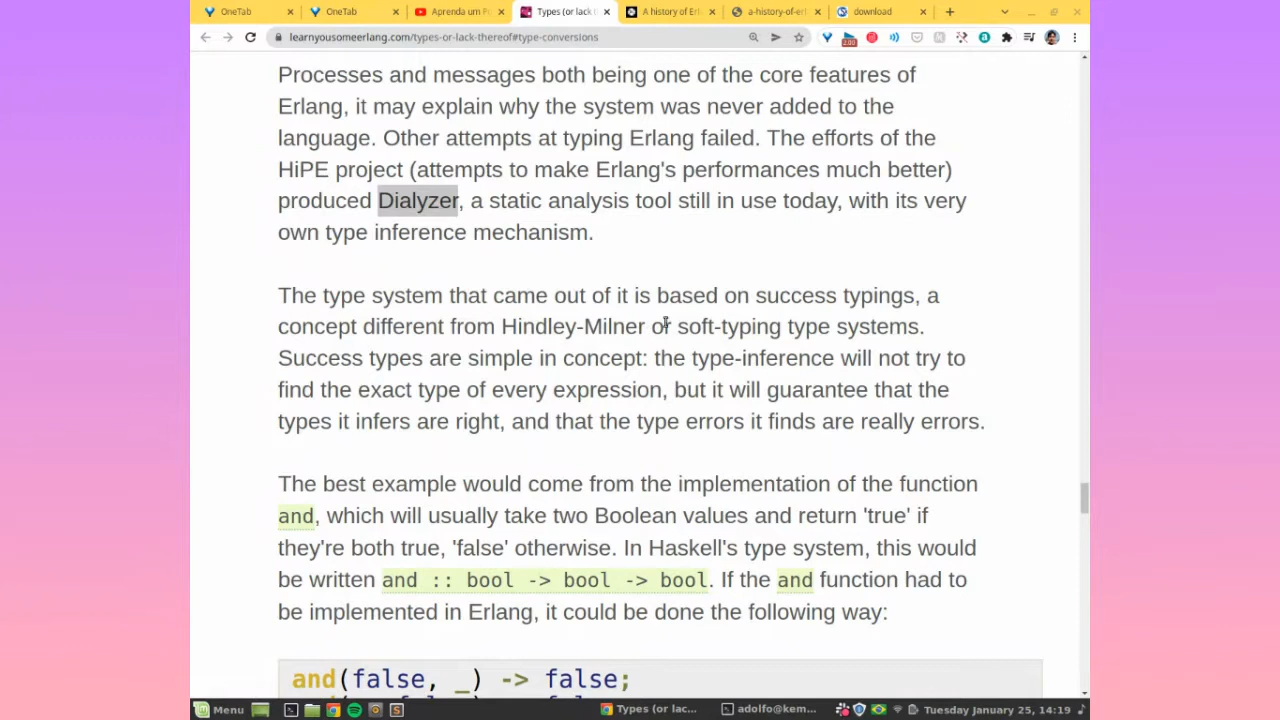 OneTab
OneTab
Aprenda um Po
Types (or lack t
A history of Erl
a-history-of-erl
download
learnyousomeerlang.com/types-or-lack-thereof#type-conversions
2.00
Processes and messages both being one of the core features of
Erlang, it may explain why the system was never added to the
language. Other attempts at typing Erlang failed. The efforts of the
HiPE project (attempts to make Erlang's performances much better)
produced Dialyzer, a static analysis tool still in use today, with its very
own type inference mechanism.
The type system that came out of it is based on success typings, a
concept different from Hindley-Milner or soft-typing type systems.
Success types are simple in concept: the type-inference will not try to
find the exact type of every expression, but it will guarantee that the
types it infers are right, and that the type errors it finds are really errors.
The best example would come from the implementation of the function
and, which will usually take two Boolean values and return 'true' if
they're both true, 'false' otherwise. In Haskell's type system, this would
be written and :: bool -> bool -> bool. If the and function had to
be implemented in Erlang, it could be done the following way:
and(false, _) -> false;
Menu
Types (or lac...
adolfo@kem...
Tuesday January 25, 14:19